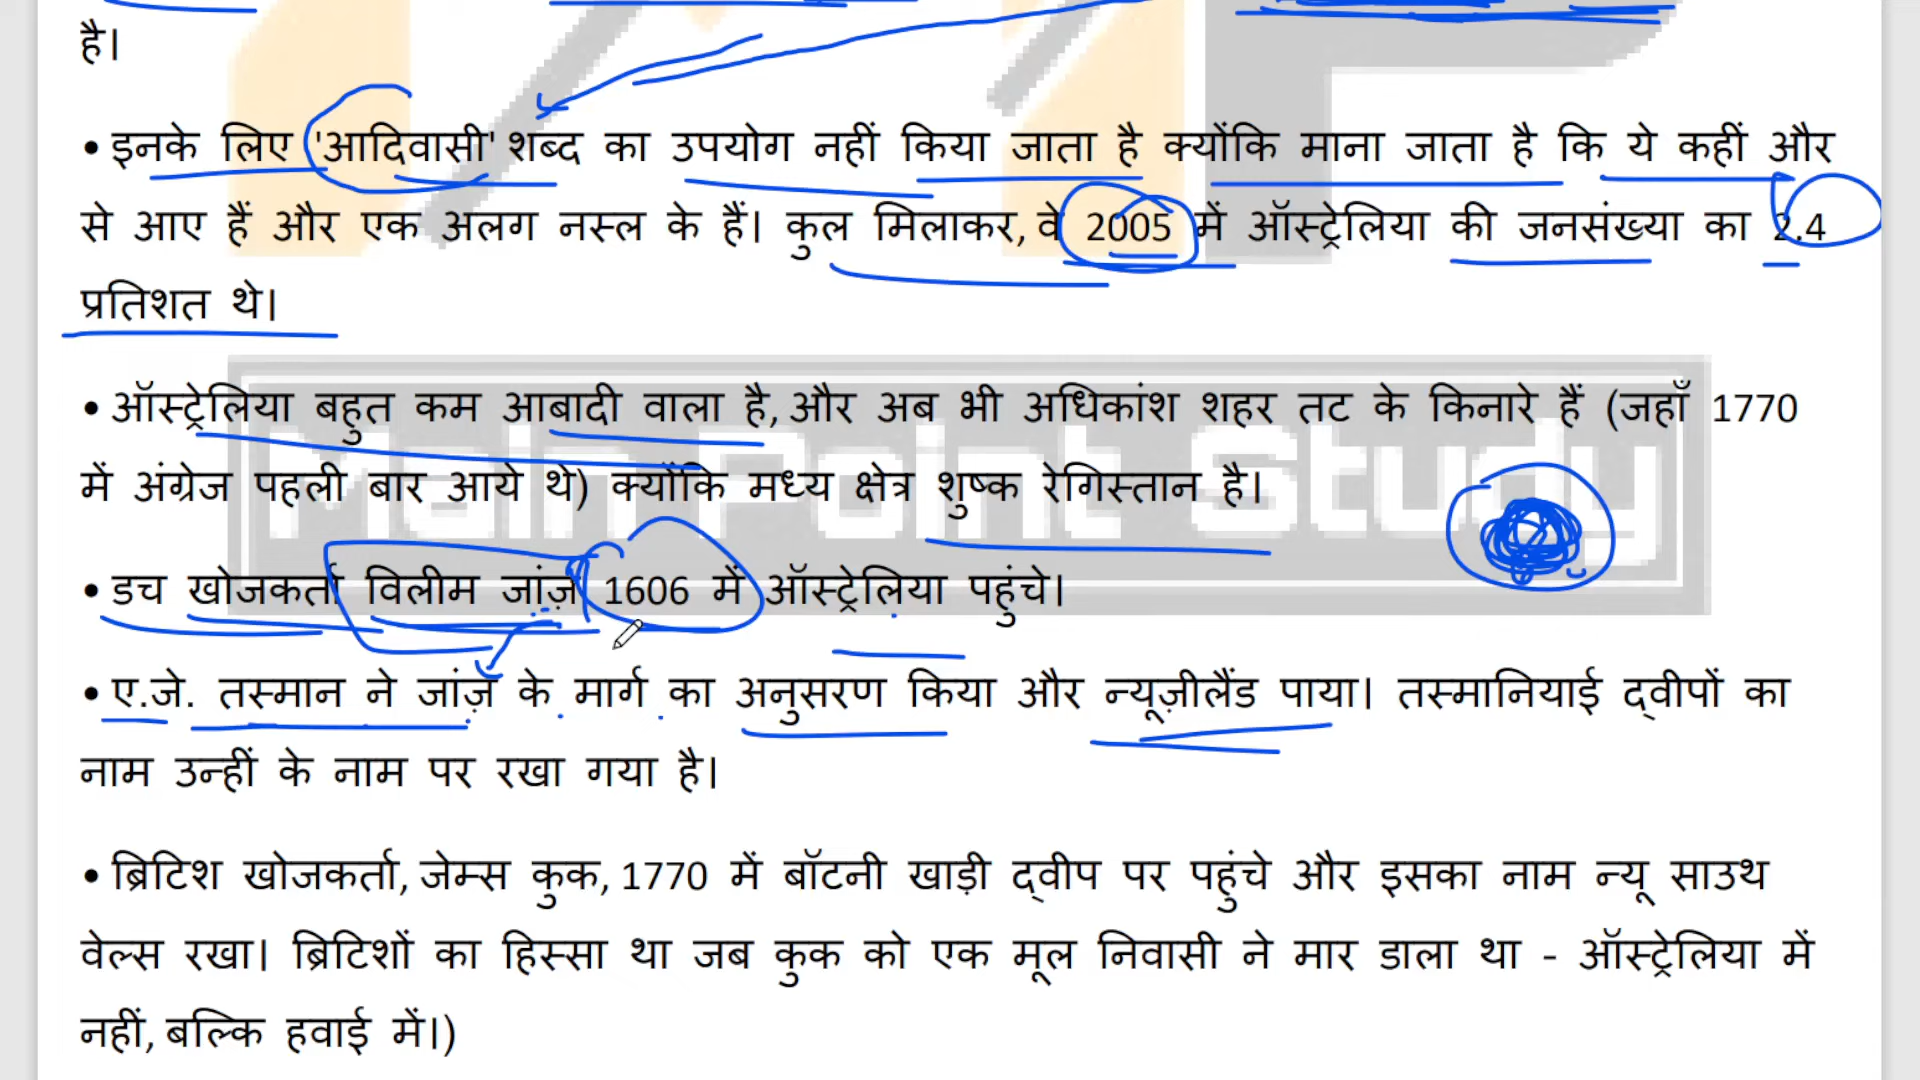 है।
• इनके लिए 'आदिवासी' शब्द का उपयोग नहीं किया जाता है क्योंकि माना जाता है कि ये कहीं और
से आए हैं और एक अलग नस्ल के हैं। कुल मिलाकर, वे 2005 में ऑस्ट्रेलिया की जनसंख्या का 2.4
प्रतिशत थे।
• ऑस्ट्रेलिया बहुत कम आबादी वाला है, और अब भी अधिकांश शहर तट के किनारे हैं (जहाँ 1770
में अंग्रेज पहली बार आये थे) क्योंकि मध्य क्षेत्र शुष्क रेगिस्तान है।
Main Point Study
• डच खोजकर्ता विलीम जांज़ 1606 में ऑस्ट्रेलिया पहुंचे।
• ए.जे. तस्मान ने जांज़ के मार्ग का अनुसरण किया और न्यूज़ीलैंड पाया। तस्मानियाई द्वीपों का
नाम उन्हीं के नाम पर रखा गया है।
• ब्रिटिश खोजकर्ता, जेम्स कुक, 1770 में बॉटनी खाड़ी द्वीप पर पहुंचे और इसका नाम न्यू साउथ
वेल्स रखा। ब्रिटिशों का हिस्सा था जब कुक को एक मूल निवासी ने मार डाला था - ऑस्ट्रेलिया में
नहीं, बल्कि हवाई में।)